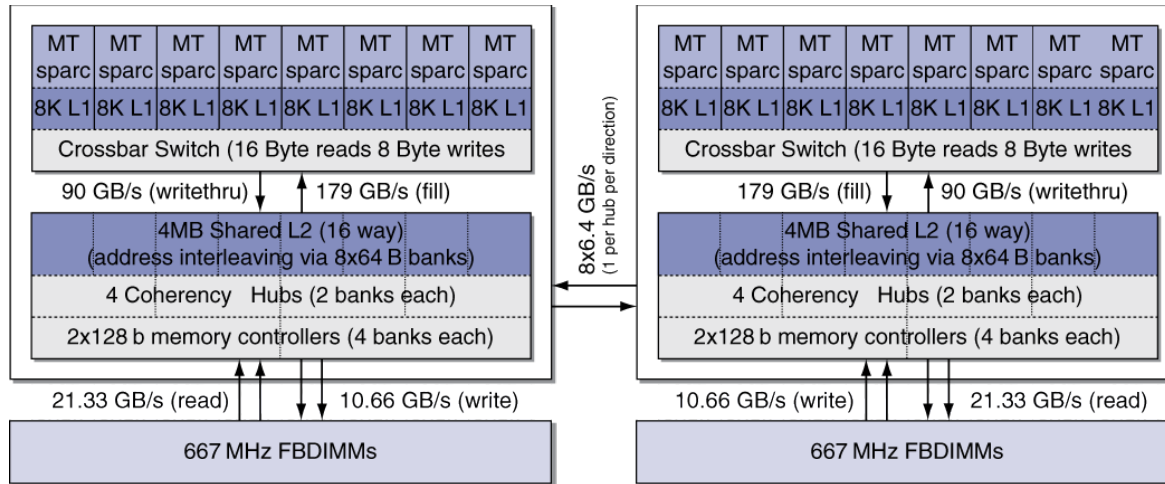 MT MT MT MT MT MT MT MT
sparc sparc sparc sparc sparc sparc sparc sparc
8K L1 8K L1 8K L1 8K L1 8K L1 8K L1 8K L1 8K L1
Crossbar Switch (16 Byte reads 8 Byte writes
90 GB/s (writethru) 179 GB/s (fill)
4MB Shared L2 (16 way)
(address interleaving via 8x64 B banks)
4 Coherency Hubs (2 banks each)
2x128 b memory controllers (4 banks each)
21.33 GB/s (read) 10.66 GB/s (write)
667 MHz FBDIMMs
8x6.4 GB/s
(1 per hub per direction)
MT MT MT MT MT MT MT MT
sparc sparc sparc sparc sparc sparc sparc sparc
8K L1 8K L1 8K L1 8K L1 8K L1 8K L1 8K L1 8K L1
Crossbar Switch (16 Byte reads 8 Byte writes
179 GB/s (fill) 90 GB/s (writethru)
4MB Shared L2 (16 way)
(address interleaving via 8x64 B banks)
4 Coherency Hubs (2 banks each)
2x128 b memory controllers (4 banks each)
10.66 GB/s (write) 21.33 GB/s (read)
667 MHz FBDIMMs